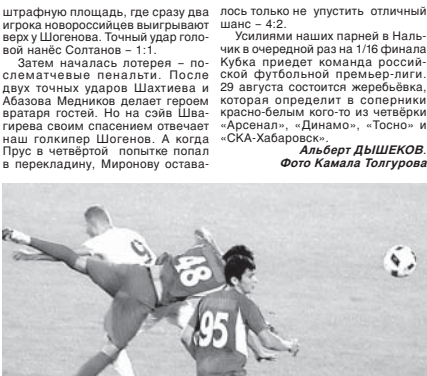 штрафную площадь, где сразу два
игрока новороссийцев выигрывают
верх у Шогенова. Точный удар голо-
вой нанёс Солтанов – 1:1.
Затем началась лотерея – по-
слематчевые пенальти. После
двух точных ударов Шахтиева и
Абазова Медников делает героем
вратаря гостей. Но на сэйв Шва-
гирева своим спасением отвечает
наш голкипер Шогенов. А когда
Прус в четвёртой попытке попал
в перекладину, Миронову остава-
лось только не упустить отличный
шанс – 4:2.
Усилиями наших парней в Наль-
чик в очередной раз на 1/16 финала
Кубка приедет команда россий-
ской футбольной премьер-лиги.
29 августа состоится жеребьёвка,
которая определит в соперники
красно-белым кого-то из четвёрки
«Арсенал», «Динамо», «Тосно» и
«СКА-Хабаровск».
Альберт ДЫШЕКОВ.
Фото Камала Толгурова
9
48
95